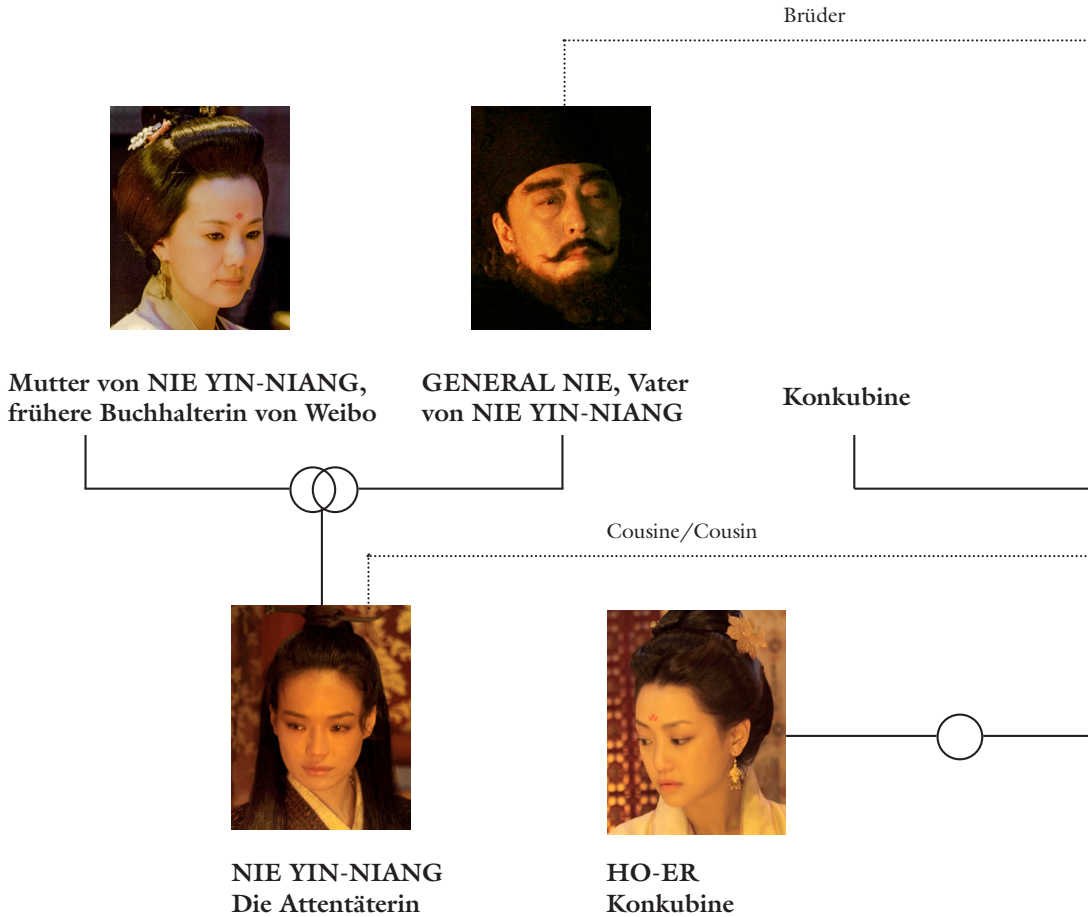 Brüder
Mutter von NIE YIN-NIANG,
frühere Buchhalterin von Weibo
GENERAL NIE, Vater
von NIE YIN-NIANG
Konkubine
Cousine/Cousin
NIE YIN-NIANG
Die Attentäterin
HO-ER
Konkubine